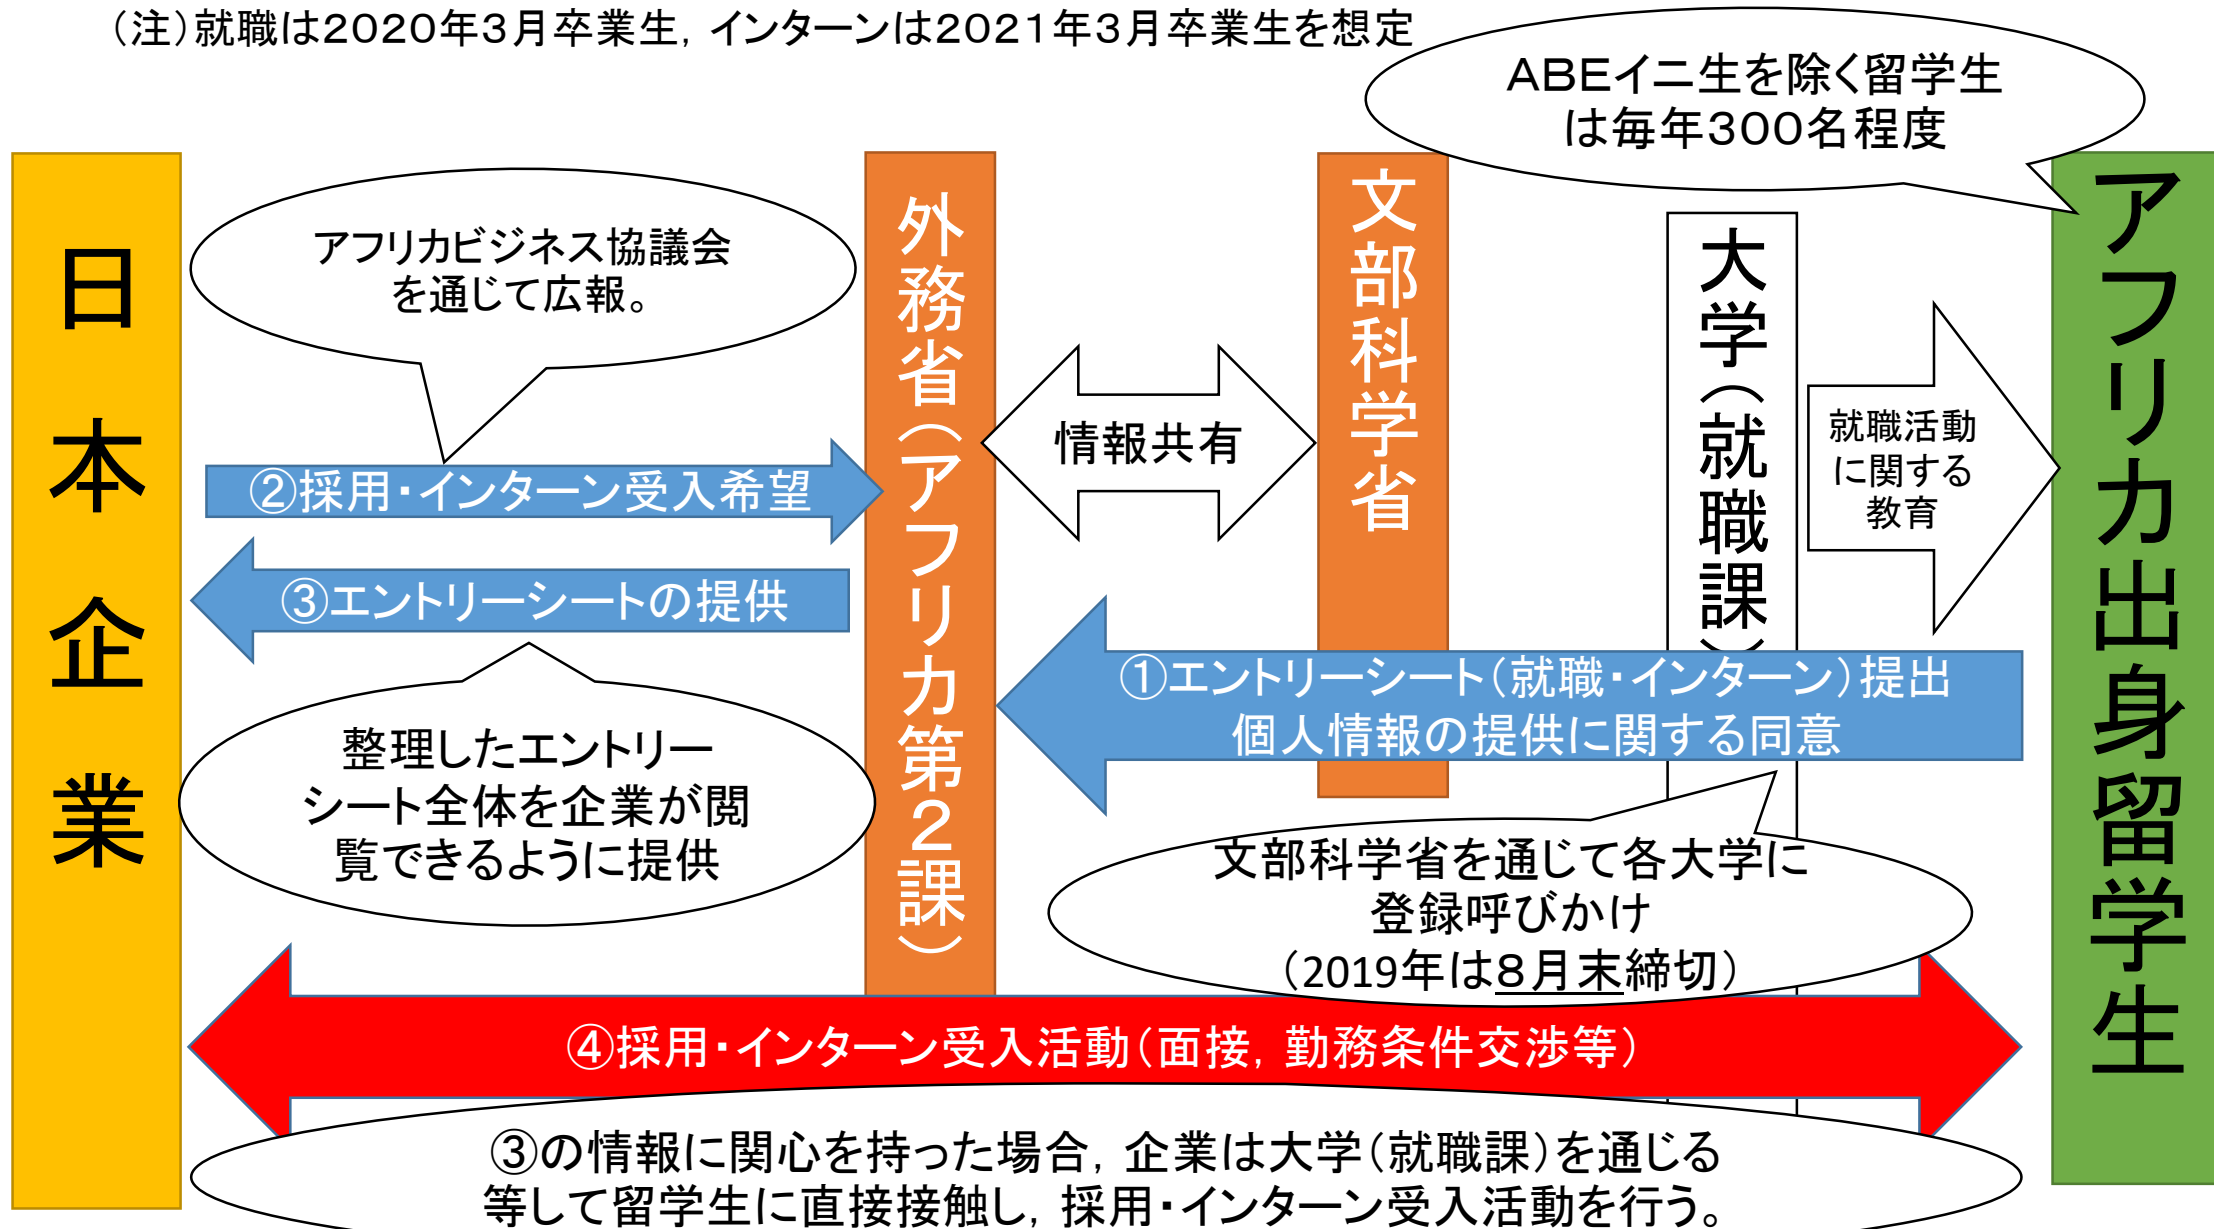 （注）就職は２０２０年３月卒業生，インターンは２０２１年３月卒業生を想定
ＡＢＥイニ生を除く留学生
は毎年３００名程度
日本企業
アフリカビジネス協議会
を通じて広報。
外務省（アフリカ第２課）
文部科学省
大学（就職課）
アフリカ出身留学生
情報共有
就職活動
に関する
教育
②採用・インターン受入希望
③エントリーシートの提供
①エントリーシート（就職・インターン）提出
個人情報の提供に関する同意
整理したエントリー
シート全体を企業が閲
覧できるように提供
文部科学省を通じて各大学に
登録呼びかけ
（2019年は８月末締切）
④採用・インターン受入活動（面接，勤務条件交渉等）
③の情報に関心を持った場合，企業は大学（就職課）を通じる
等して留学生に直接接触し，採用・インターン受入活動を行う。